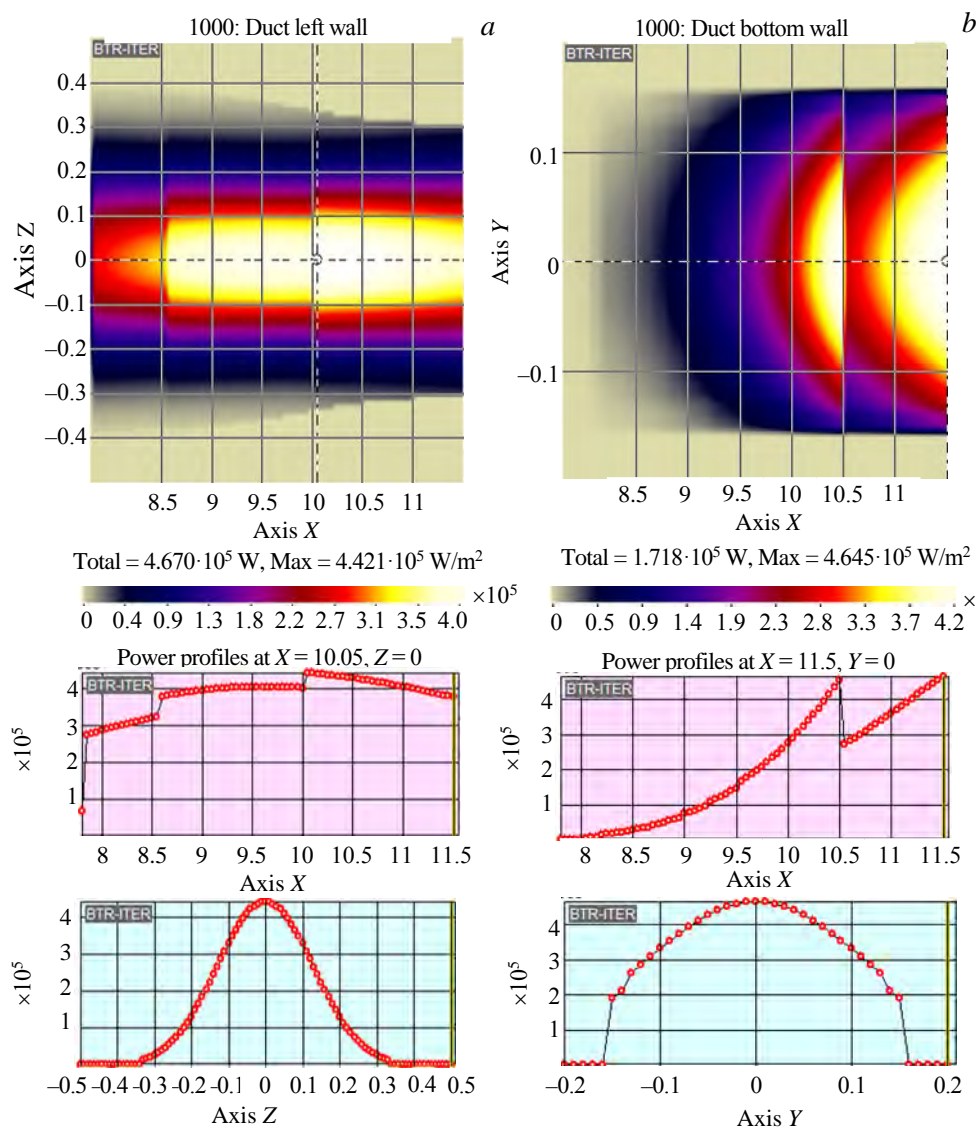 1000: Duct left wall
a
BTR-ITER
0.4
0.3
0.2
0.1
0
–0.1
–0.2
–0.3
–0.4
Axis Z
8.5 9 9.5 10 10.5 11
Axis X
Total = 4.670·10⁵ W, Max = 4.421·10⁵ W/m²
0 0.4 0.9 1.3 1.8 2.2 2.7 3.1 3.5 4.0
×10⁵
Power profiles at X = 10.05, Z = 0
BTR-ITER
4
3
2
1
×10⁵
8 8.5 9 9.5 10 10.5 11 11.5
Axis X
BTR-ITER
4
3
2
1
×10⁵
–0.5 –0.4 –0.3 –0.2 –0.1 0 0.1 0.2 0.3 0.4 0.5
Axis Z
1000: Duct bottom wall
b
BTR-ITER
0.1
0
–0.1
Axis Y
8.5 9 9.5 10 10.5 11
Axis X
Total = 1.718·10⁵ W, Max = 4.645·10⁵ W/m²
0 0.5 0.9 1.4 1.9 2.3 2.8 3.3 3.7 4.2
×
Power profiles at X = 11.5, Y = 0
BTR-ITER
4
3
2
1
×10⁵
8 8.5 9 9.5 10 10.5 11 11.5
Axis X
BTR-ITER
4
3
2
1
×10⁵
–0.2 –0.1 0 0.1 0.2
Axis Y